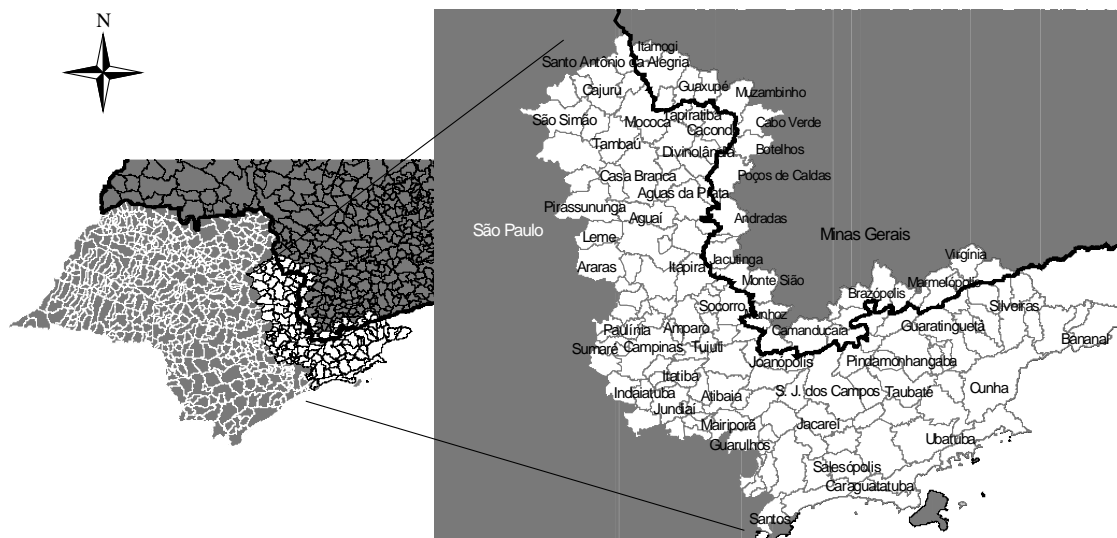 N
Itamogi
Santo Antônio da Alegria
Cajuru
Guaxupé
Muzambinho
São Simão
Mococa
Tapiratiba
Caconde
Cabo Verde
Tambaú
Divinolândia
Botelhos
Casa Branca
Poços de Caldas
Aguas da Prata
Pirassununga
Aguaí
Andradas
São Paulo
Leme
Minas Gerais
Araras
Itapira
Jacutinga
Virgínia
Monte Sião
Marmelópolis
Brazópolis
Socorro
Munhoz
Silveiras
Paulínia
Amparo
Camanducaia
Guaratinguetá
Bananal
Sumaré
Campinas
Tuiuti
Joanópolis
Pindamonhangaba
Itatiba
Indaiatuba
Atibaia
S. J. dos Campos
Taubaté
Cunha
Jundiaí
Mairiporã
Jacareí
Guarulhos
Ubatuba
Salesópolis
Caraguatatuba
Santos